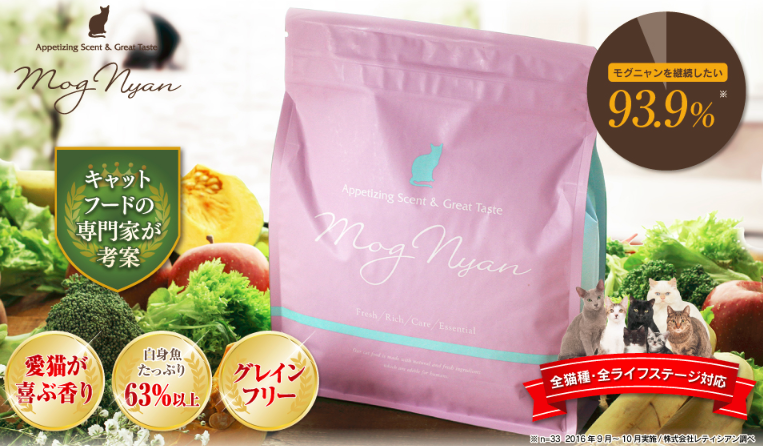 Appetizing Scent & Great Taste
Mog Nyan
モグニャンを継続したい
93.9%※
キャット
フードの
専門家が
考案
Appetizing Scent & Great Taste
Mog Nyan
Fresh/Rich/Care/Essential
愛猫が
喜ぶ香り
白身魚
たっぷり
63%以上
グレイン
フリー
全猫種・全ライフステージ対応
※n=33 2016年9月−10月実施/株式会社レティシアン調べ